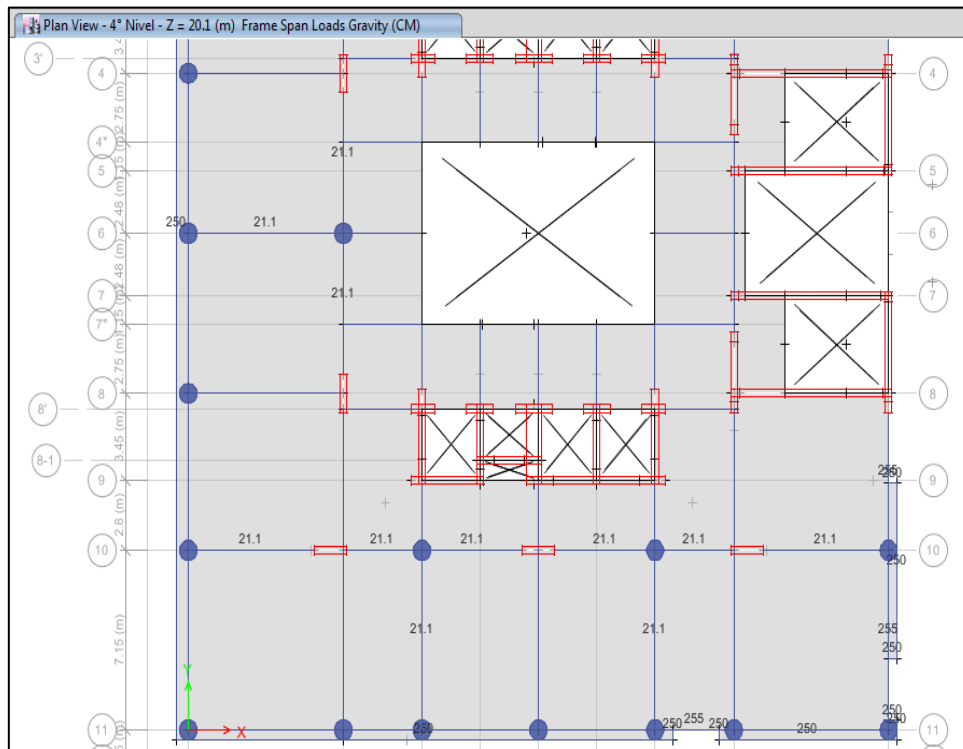 Plan View - 4° Nivel - Z = 20.1 (m) Frame Span Loads Gravity (CM)
3'
4 4
2.75 (m)
4"
21.1
5 5
2.48 (m)
250 21.1
6 6
2.48 (m)
21.1
7 7
7"
2.75 (m)
8 8
8'
3.45 (m)
8-1
255
250
9 9
2.8 (m)
21.1 21.1 21.1 21.1 21.1 21.1
10 10
250
7.15 (m)
21.1 21.1 255
250
Y
X
250
250 250 255 250 250 250
11 11